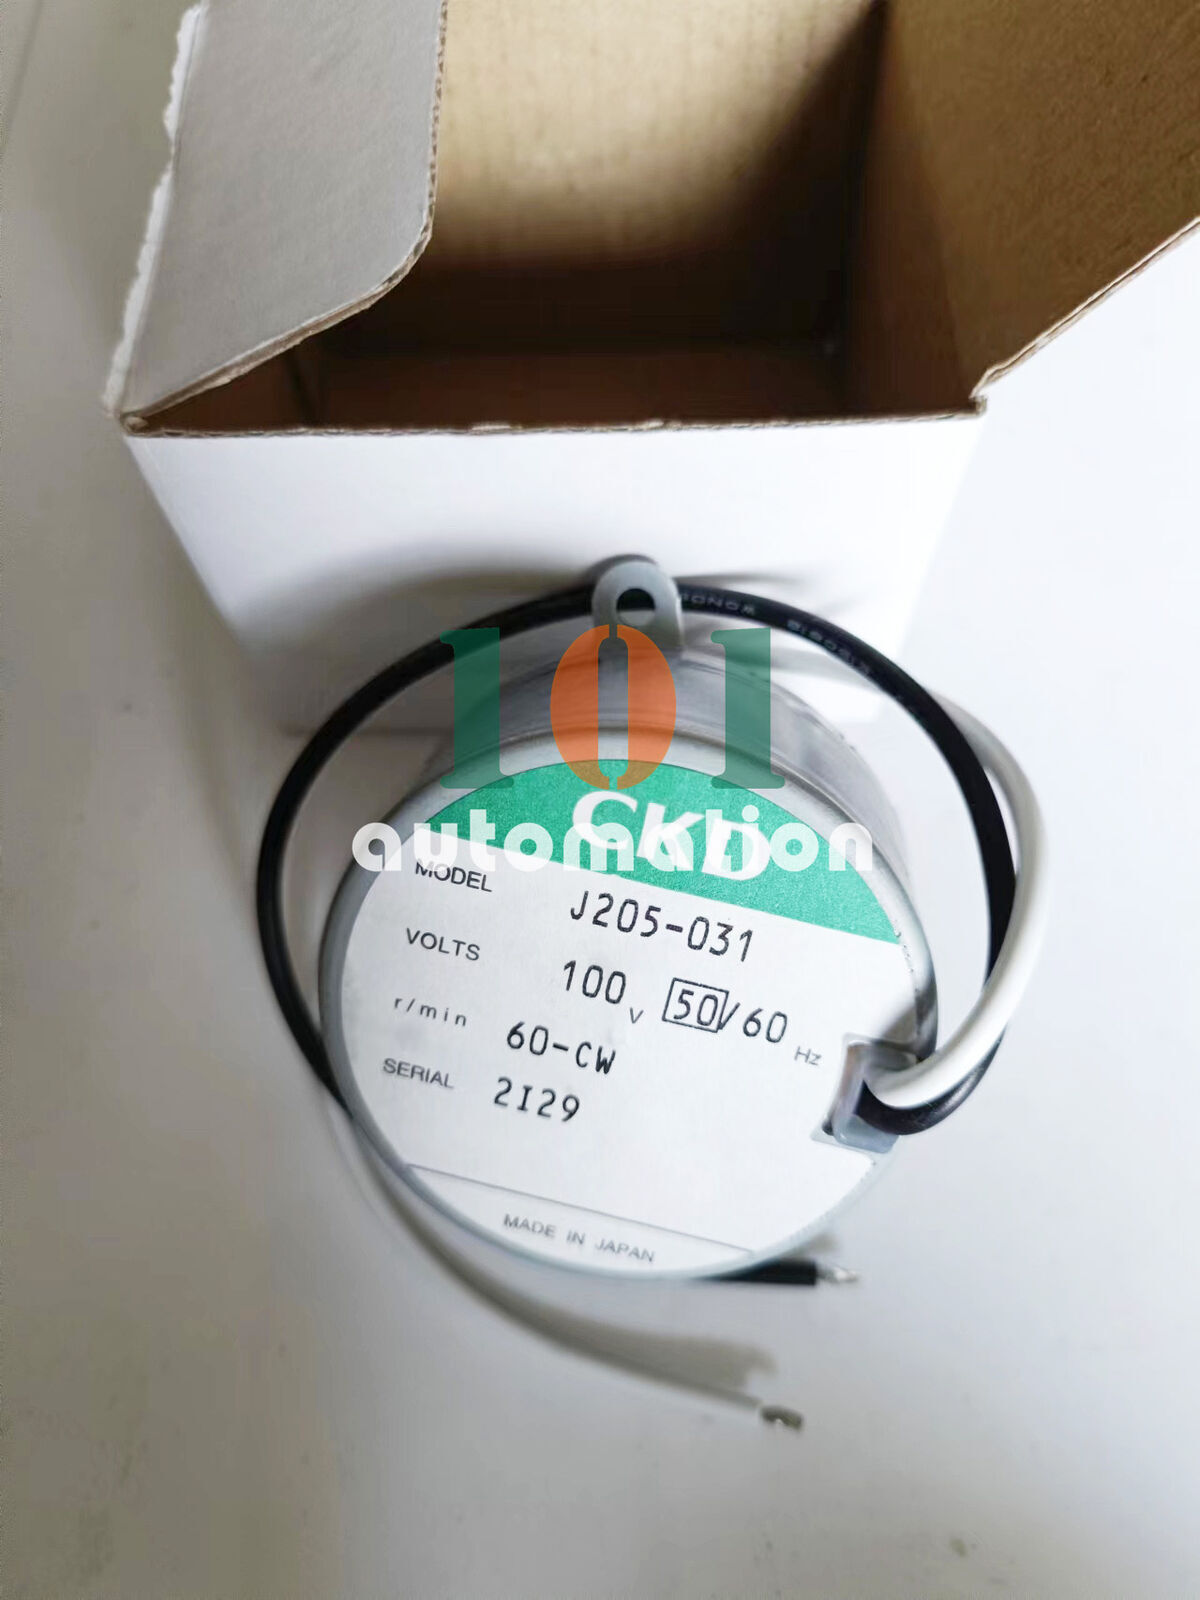 101
automation
CKD
MODEL J205-031
VOLTS 100 V 50/60 Hz
r/min 60-CW
SERIAL 2I29
MADE IN JAPAN